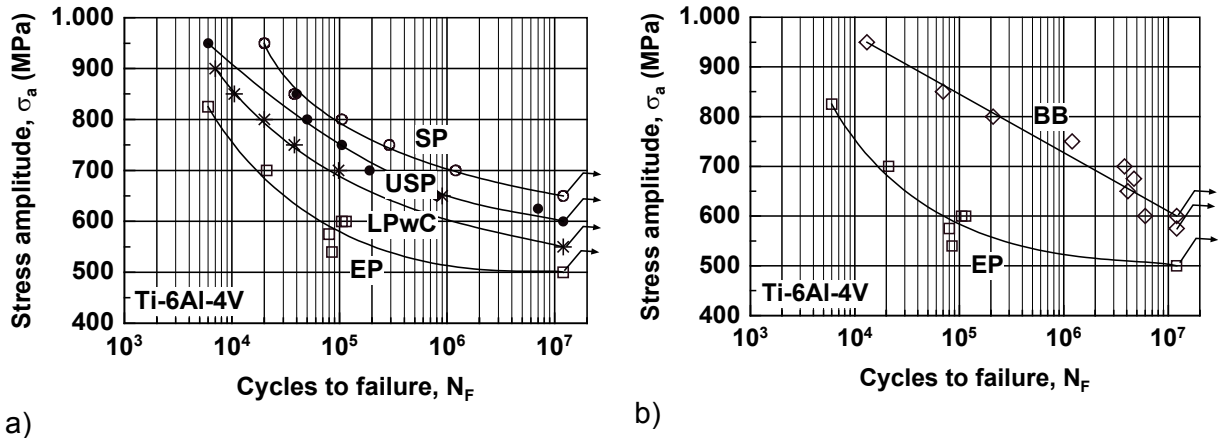 1.000
900
800
700
600
500
400
10³
10⁴
10⁵
10⁶
10⁷
Stress amplitude, σₐ (MPa)
Cycles to failure, N_F
SP
USP
LPwC
EP
Ti-6Al-4V
a)
1.000
900
800
700
600
500
400
10³
10⁴
10⁵
10⁶
10⁷
Stress amplitude, σₐ (MPa)
Cycles to failure, N_F
BB
EP
Ti-6Al-4V
b)